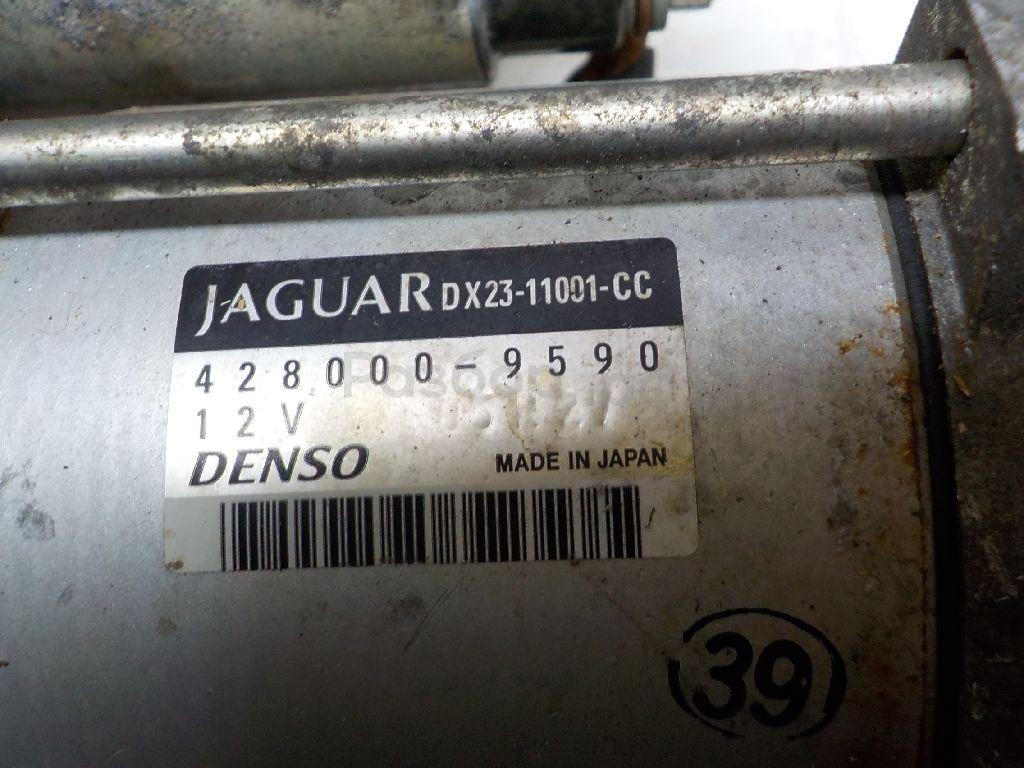 JAGUAR DX23-11001-CC
428000-9590
12V
DENSO MADE IN JAPAN
39